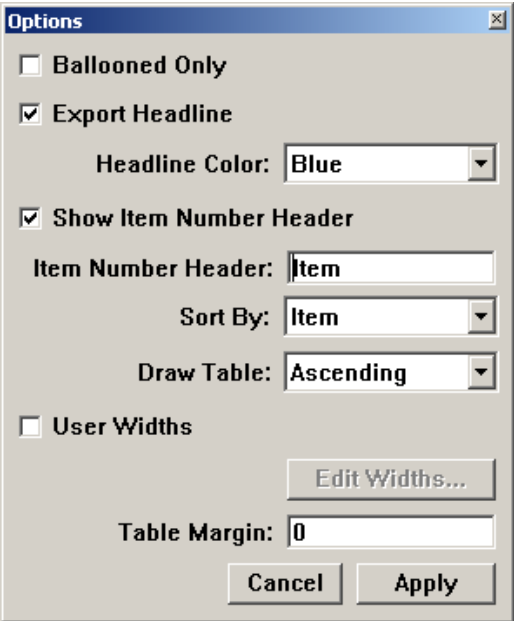 Options
Ballooned Only
Export Headline
Headline Color: Blue
Show Item Number Header
Item Number Header: Item
Sort By: Item
Draw Table: Ascending
User Widths
Edit Widths...
Table Margin: 0
Cancel Apply